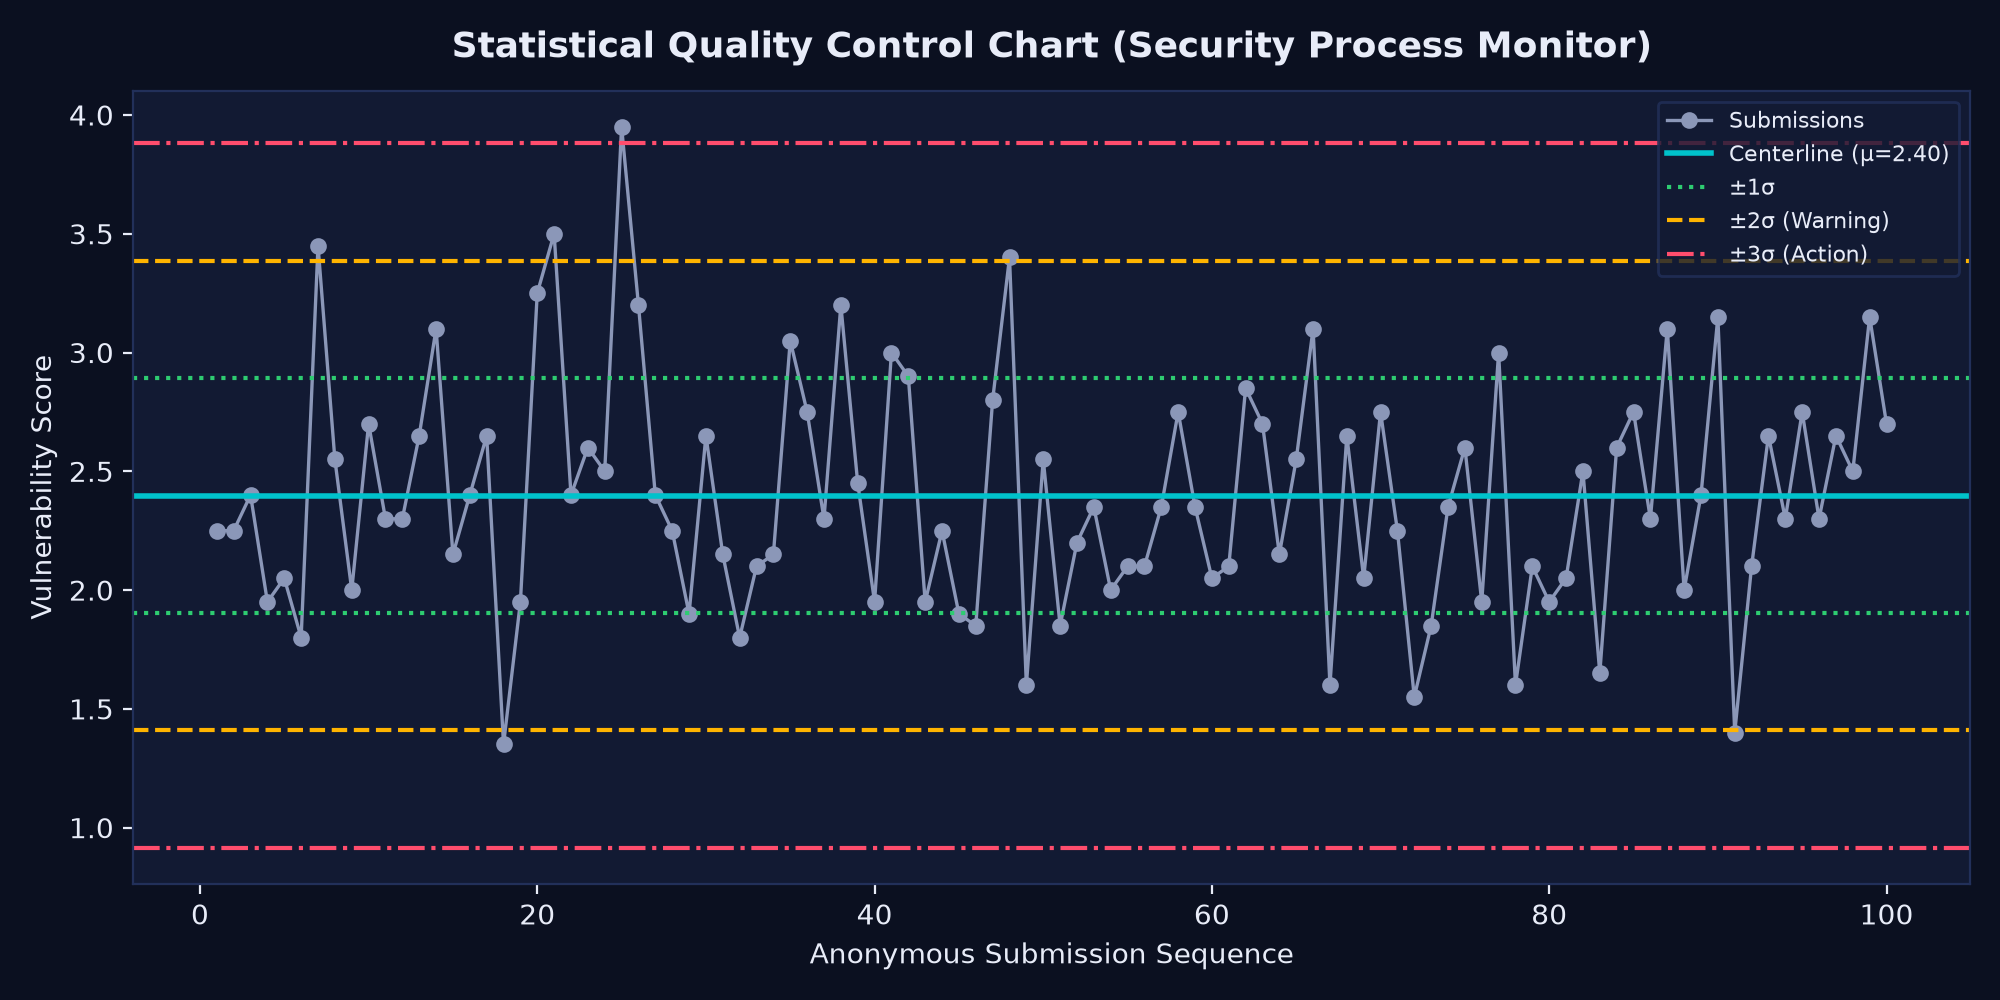 Statistical Quality Control Chart (Security Process Monitor)
Submissions
Centerline (μ=2.40)
±1σ
±2σ (Warning)
±3σ (Action)
Vulnerability Score
4.0
3.5
3.0
2.5
2.0
1.5
1.0
0 20 40 60 80 100
Anonymous Submission Sequence